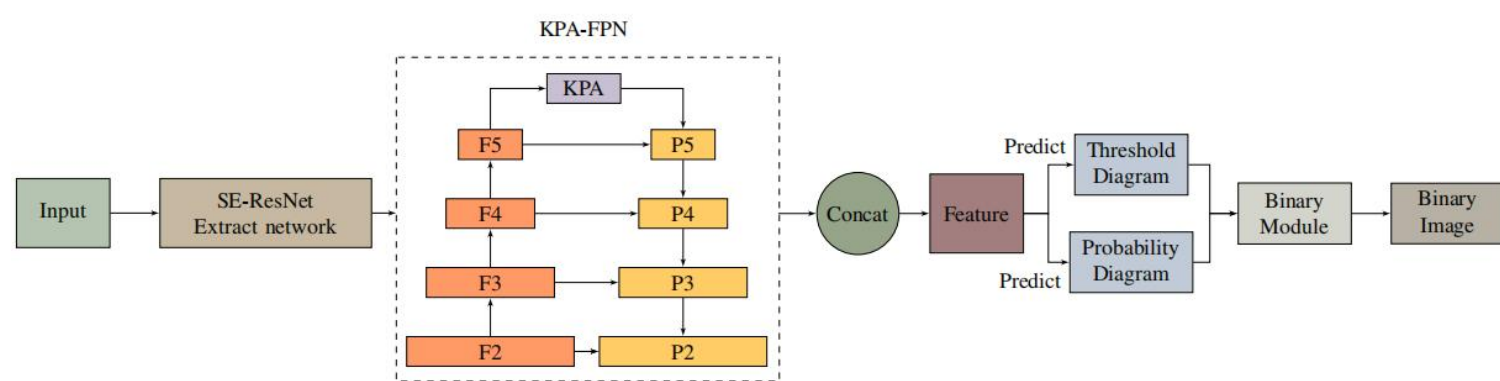 KPA-FPN
Input
SE-ResNet
Extract network
KPA
F5
P5
F4
P4
F3
P3
F2
P2
Concat
Feature
Predict
Threshold
Diagram
Predict
Probability
Diagram
Binary
Module
Binary
Image